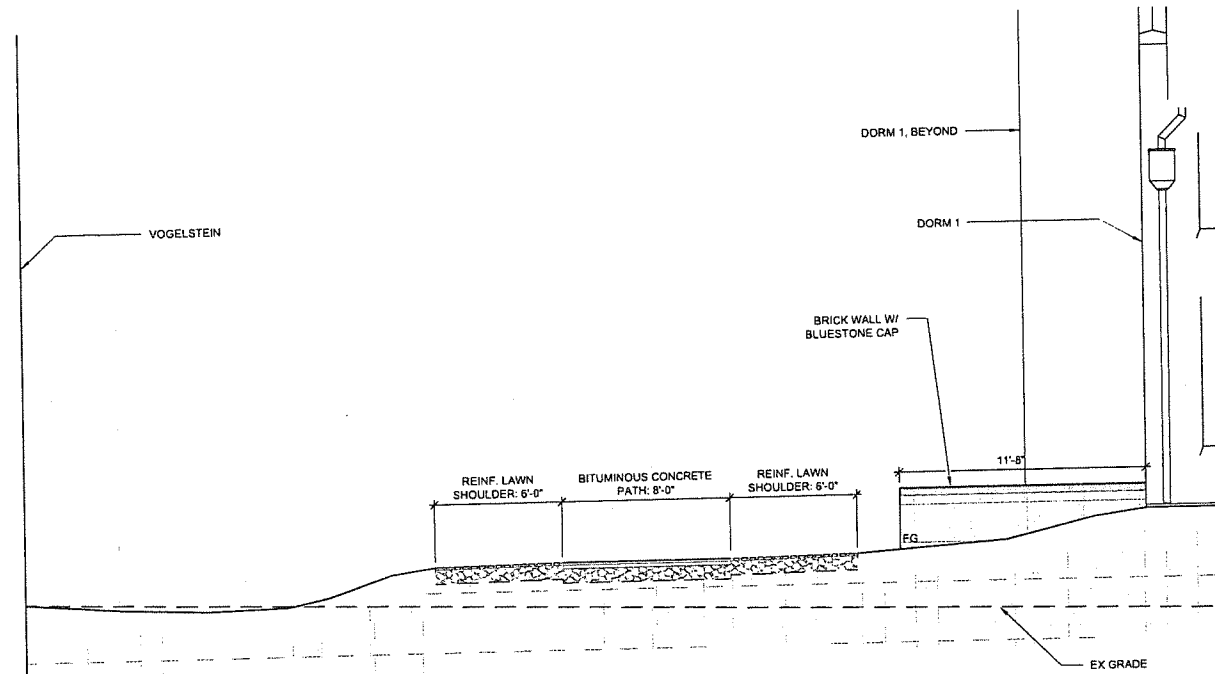 DORM 1, BEYOND
DORM 1
VOGELSTEIN
BRICK WALL W/
BLUESTONE CAP
11'-8"
REINF. LAWN
SHOULDER: 6'-0"
BITUMINOUS CONCRETE
PATH: 8'-0"
REINF. LAWN
SHOULDER: 6'-0"
FG
EX GRADE